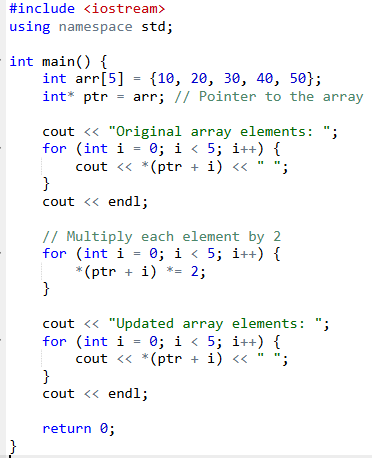 #include <iostream>
using namespace std;

int main() {
    int arr[5] = {10, 20, 30, 40, 50};
    int* ptr = arr; // Pointer to the array

    cout << "Original array elements: ";
    for (int i = 0; i < 5; i++) {
        cout << *(ptr + i) << " ";
    }
    cout << endl;

    // Multiply each element by 2
    for (int i = 0; i < 5; i++) {
        *(ptr + i) *= 2;
    }

    cout << "Updated array elements: ";
    for (int i = 0; i < 5; i++) {
        cout << *(ptr + i) << " ";
    }
    cout << endl;

    return 0;
}